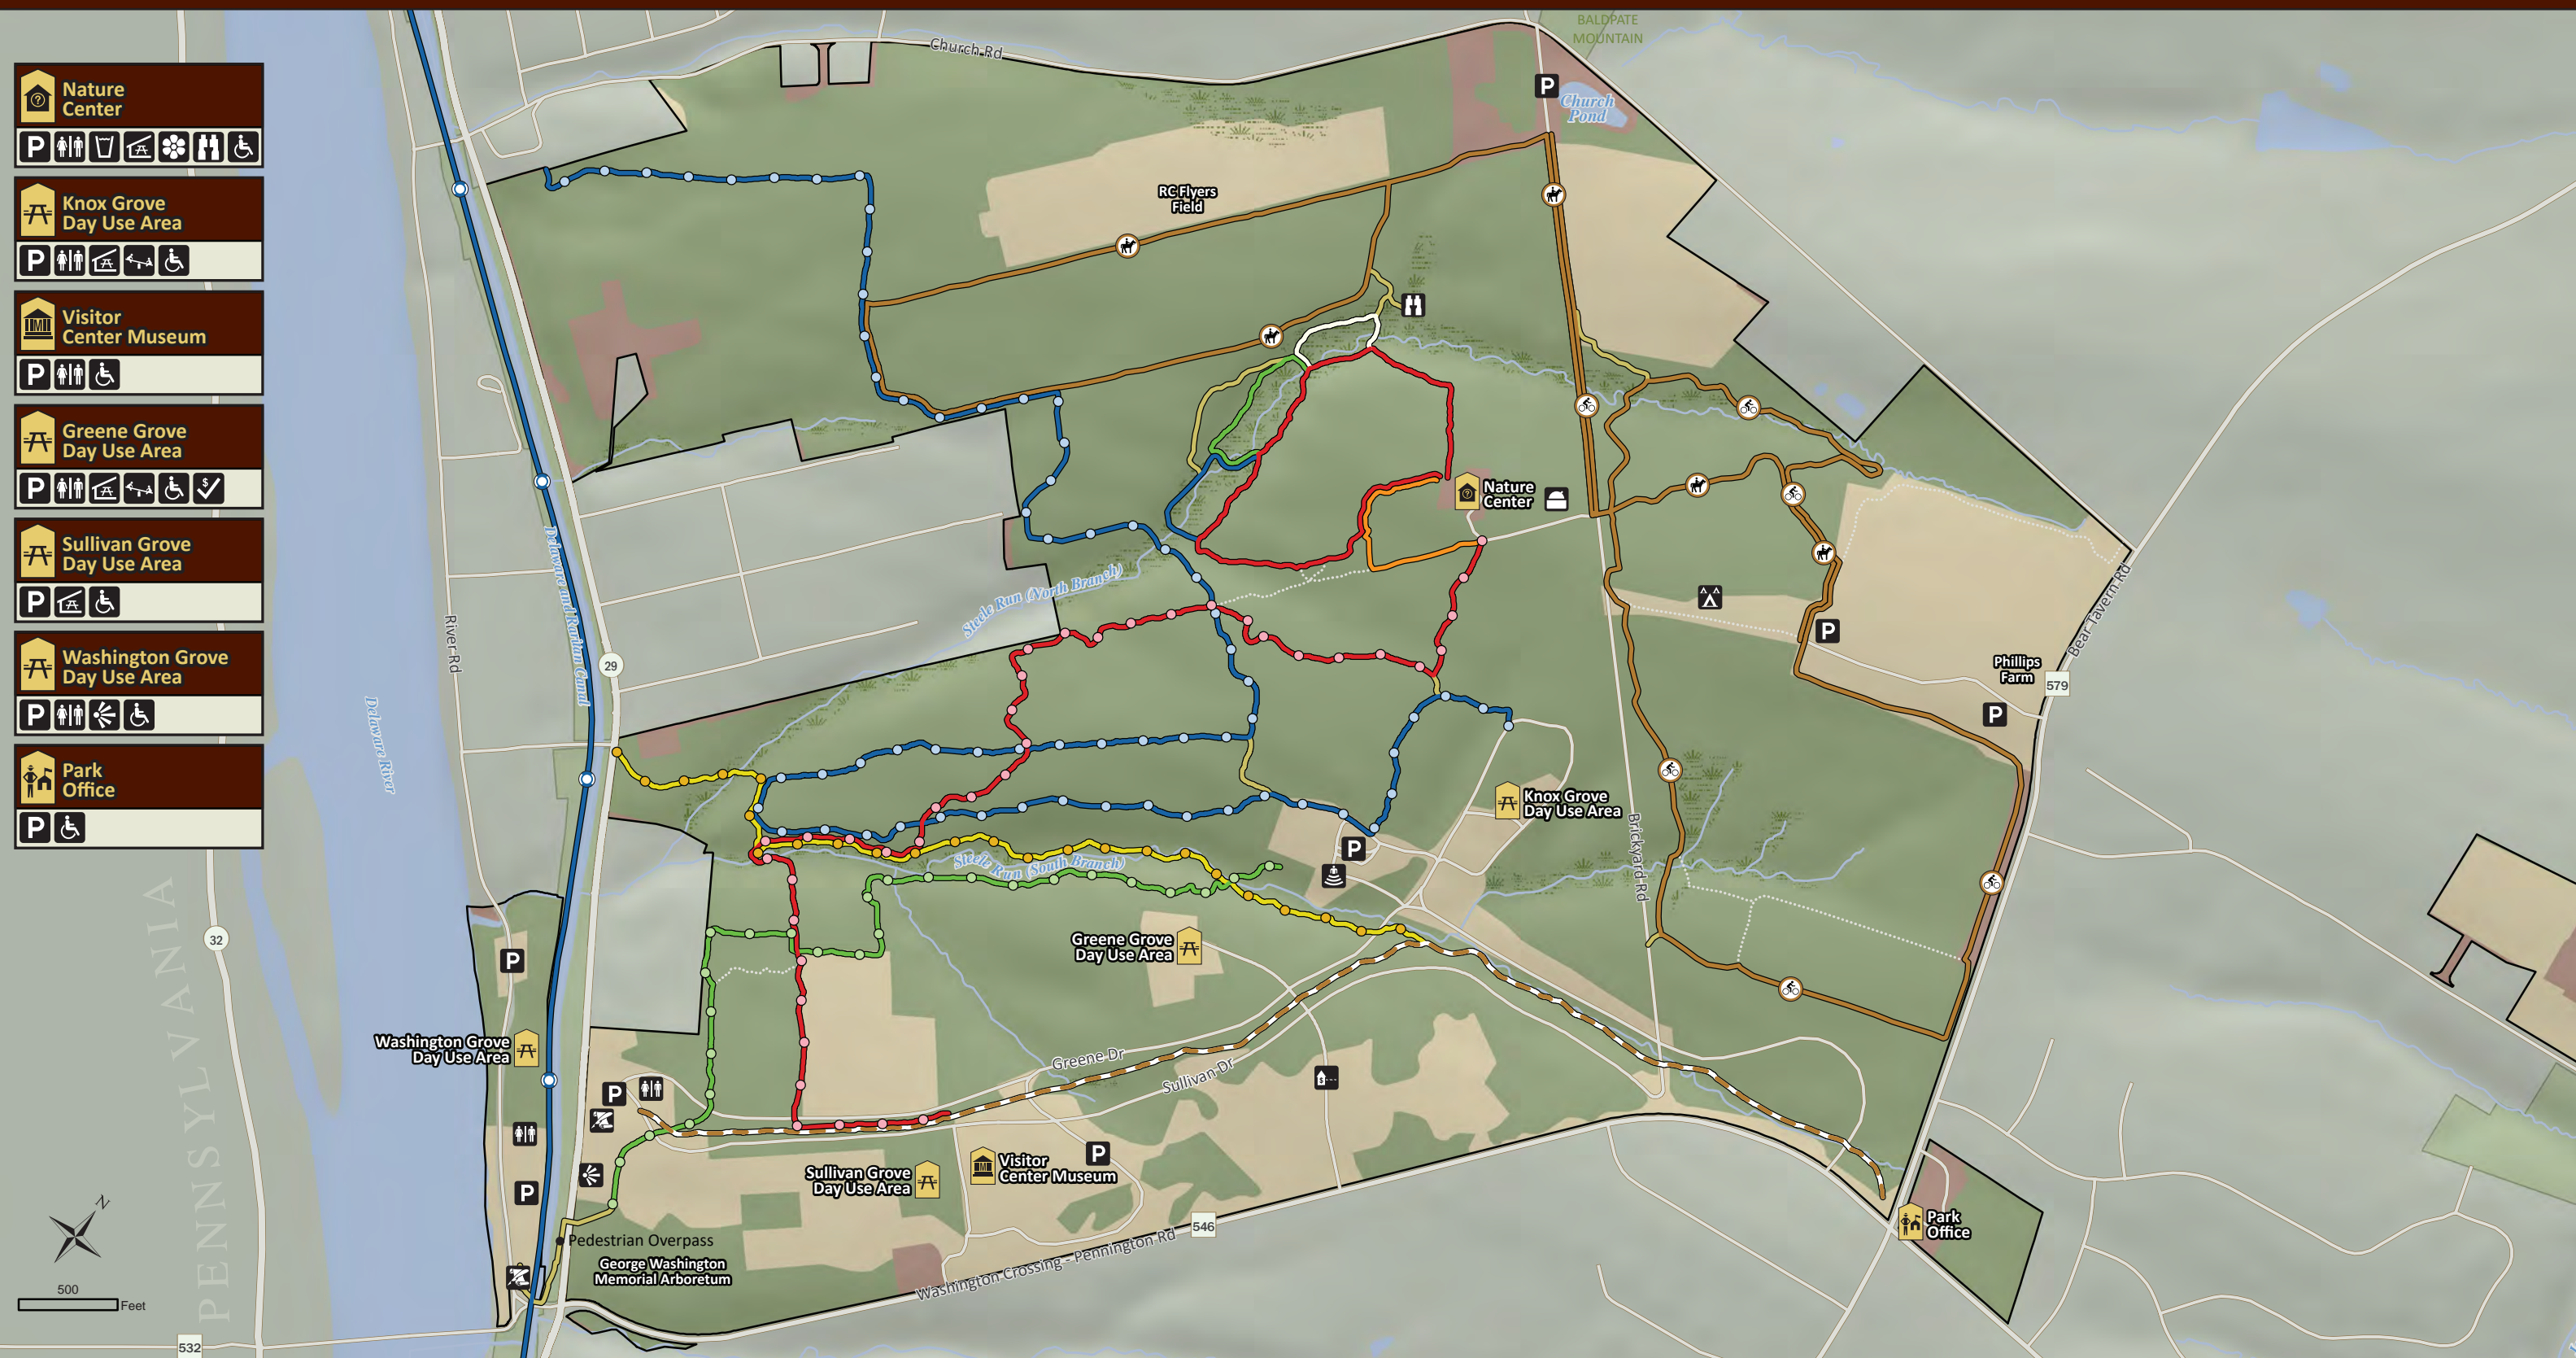 BALDPATE
MOUNTAIN
Church Rd
P
Church
Pond
Nature
Center
P
Knox Grove
Day Use Area
P
Visitor
Center Museum
P
Greene Grove
Day Use Area
P
$
Sullivan Grove
Day Use Area
P
Washington Grove
Day Use Area
P
Park
Office
P
RC Flyers
Field
Nature
Center
Delaware and Raritan Canal
Steele Run (North Branch)
River Rd
29
Delaware River
Bear Tavern Rd
P
Phillips
Farm
579
P
Knox Grove
Day Use Area
Brickyard Rd
P
Steele Run (South Branch)
32
PENNSYLVANIA
P
Greene Grove
Day Use Area
Washington Grove
Day Use Area
Greene Dr
Sullivan Dr
$
P
P
Sullivan Grove
Day Use Area
Visitor
Center Museum
P
546
Washington Crossing - Pennington Rd
Park
Office
Pedestrian Overpass
George Washington
Memorial Arboretum
N
500
Feet
532